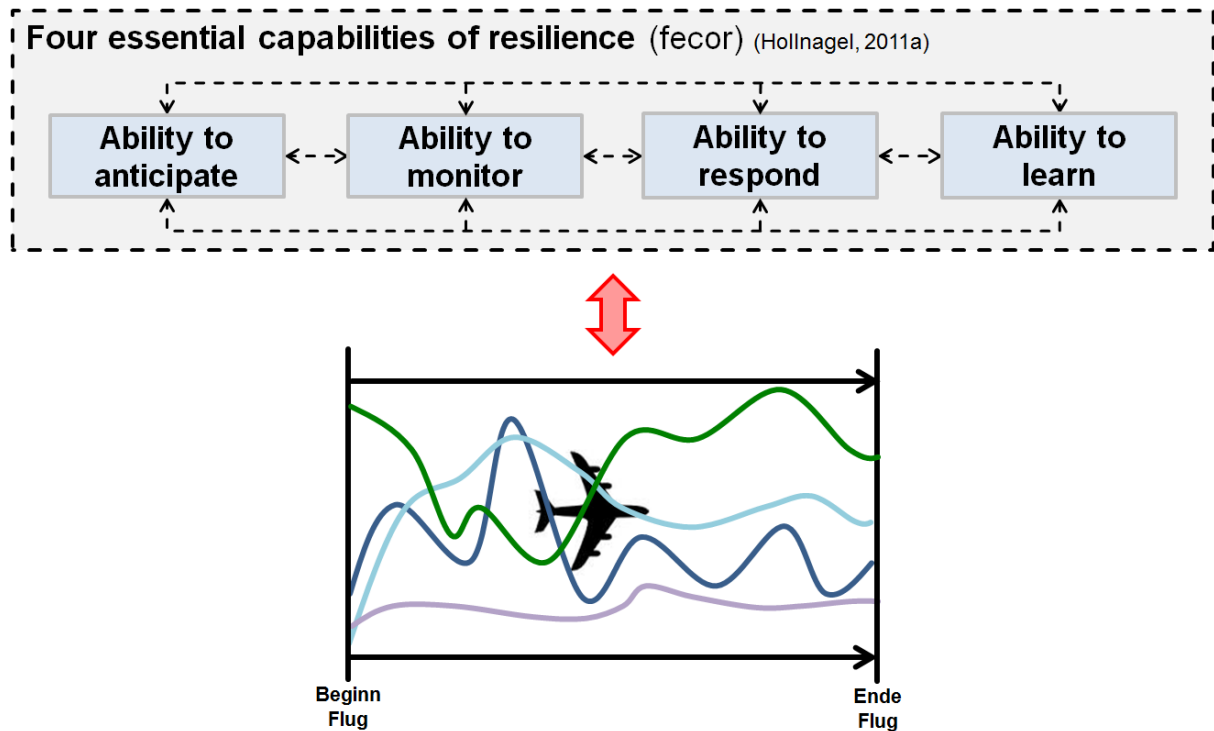 Four essential capabilities of resilience (fecor) (Hollnagel, 2011a)
Ability to
anticipate
Ability to
monitor
Ability to
respond
Ability to
learn
Beginn
Flug
Ende
Flug